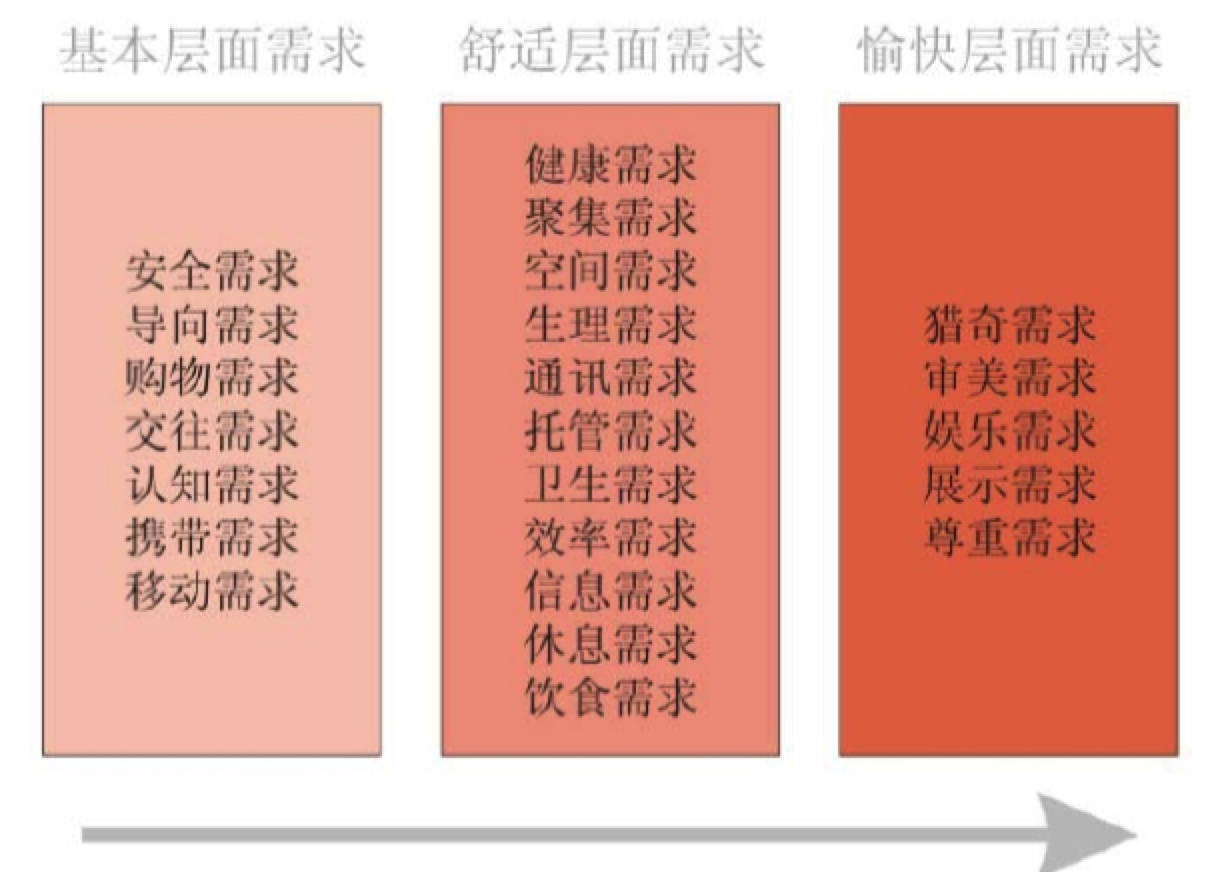 基本层面需求
安全需求
导向需求
购物需求
交往需求
认知需求
携带需求
移动需求
舒适层面需求
健康需求
聚集需求
空间需求
生理需求
通讯需求
托管需求
卫生需求
效率需求
信息需求
休息需求
饮食需求
愉快层面需求
猎奇需求
审美需求
娱乐需求
展示需求
尊重需求